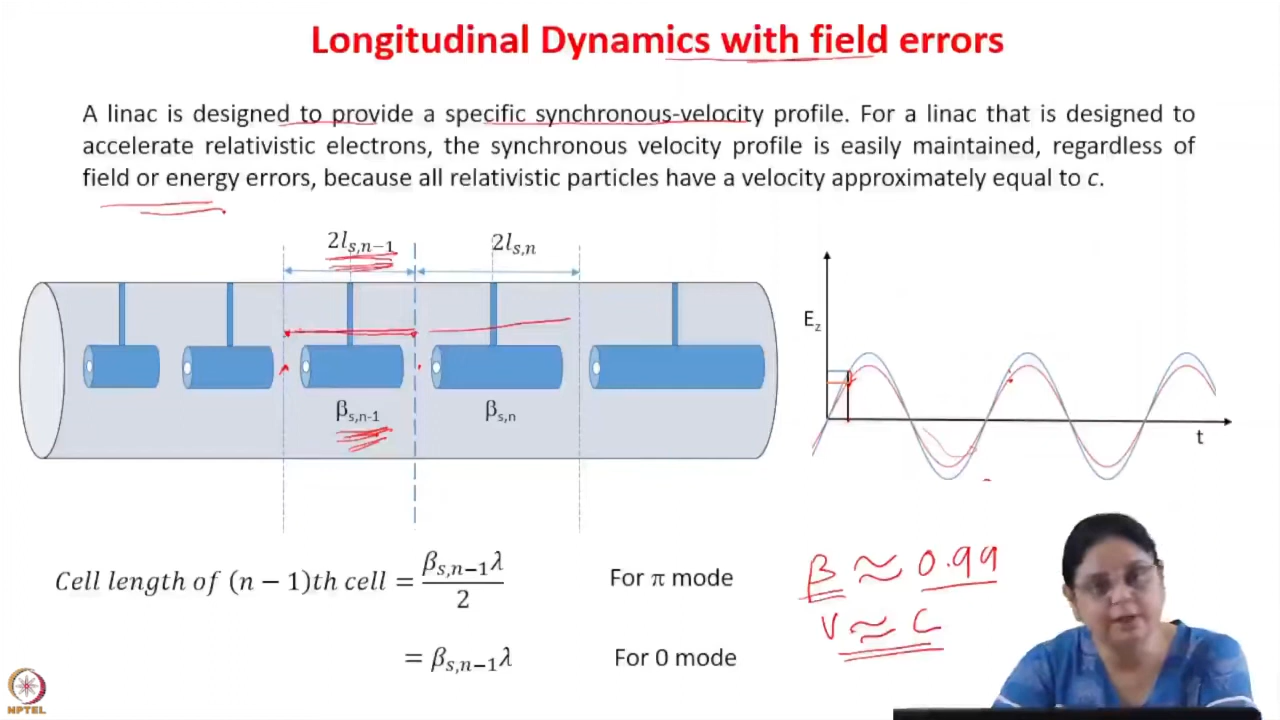 Longitudinal Dynamics with field errors
A linac is designed to provide a specific synchronous-velocity profile. For a linac that is designed to
accelerate relativistic electrons, the synchronous velocity profile is easily maintained, regardless of
field or energy errors, because all relativistic particles have a velocity approximately equal to c.
2l_{s,n−1} 2l_{s,n}
E_z
β_{s,n-1} β_{s,n}
t
Cell length of (n − 1)th cell = \frac{β_{s,n−1}λ}{2} For π mode
β ≈ 0.99
V ≈ C
= β_{s,n−1}λ For 0 mode
NPTEL